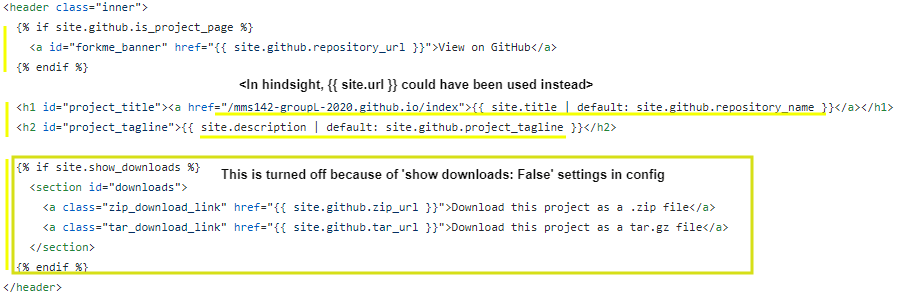 <header class="inner">
{% if site.github.is_project_page %}
<a id="forkme_banner" href="{{ site.github.repository_url }}">View on GitHub</a>
{% endif %}
<In hindsight, {{ site.url }} could have been used instead>
<h1 id="project_title"><a href="/mms142-groupL-2020.github.io/index">{{ site.title | default: site.github.repository_name }}</a></h1>
<h2 id="project_tagline">{{ site.description | default: site.github.project_tagline }}</h2>
{% if site.show_downloads %}
This is turned off because of 'show downloads: False' settings in config
<section id="downloads">
<a class="zip_download_link" href="{{ site.github.zip_url }}">Download this project as a .zip file</a>
<a class="tar_download_link" href="{{ site.github.tar_url }}">Download this project as a tar.gz file</a>
</section>
{% endif %}
</header>